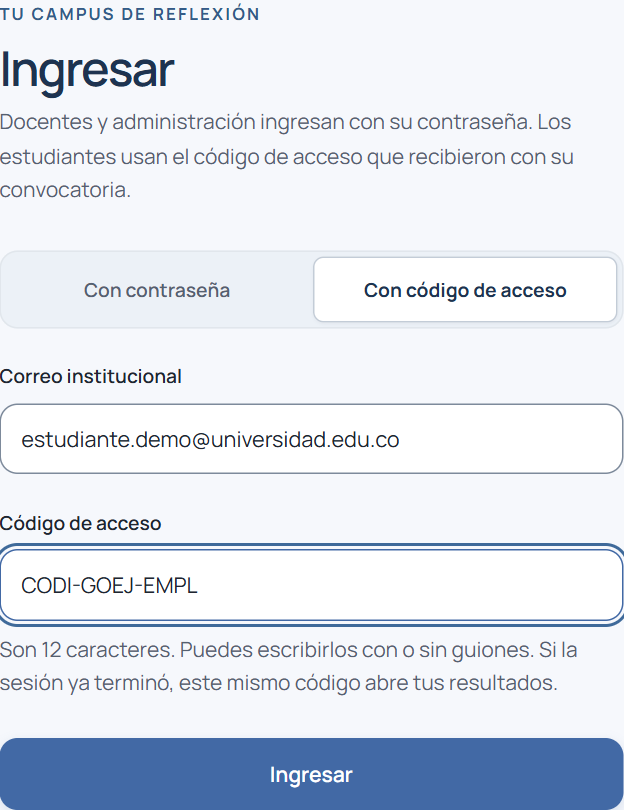 TU CAMPUS DE REFLEXIÓN
Ingresar
Docentes y administración ingresan con su contraseña. Los
estudiantes usan el código de acceso que recibieron con su
convocatoria.
Con contraseña
Con código de acceso
Correo institucional
estudiante.demo@universidad.edu.co
Código de acceso
CODI-GOEJ-EMPL
Son 12 caracteres. Puedes escribirlos con o sin guiones. Si la
sesión ya terminó, este mismo código abre tus resultados.
Ingresar